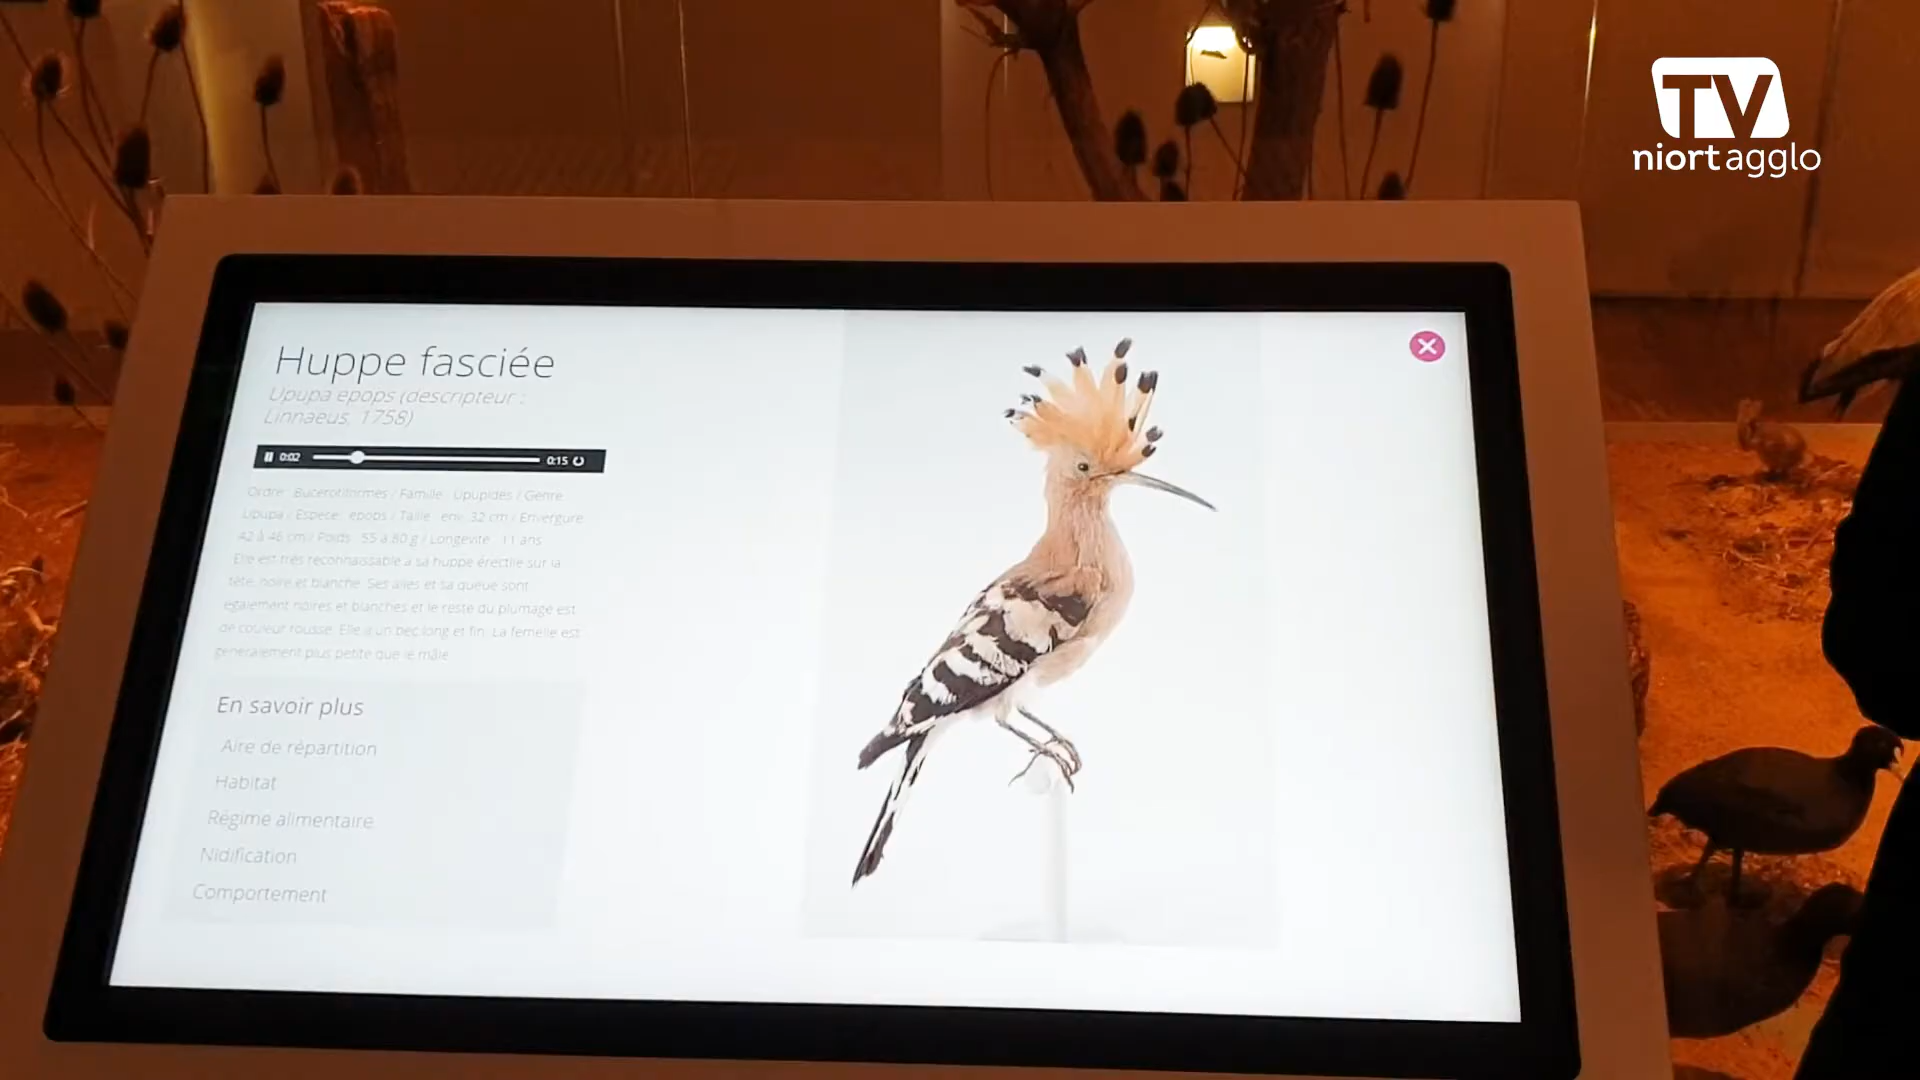 TV
niort agglo
Huppe fasciée
Upupa epops (descripteur :
Linnaeus, 1758)
0:02 0:15
Ordre : Bucérotiformes / Famille : Upupidés / Genre :
Upupa / Espèce : epops / Taille : env. 32 cm / Envergure :
42 à 46 cm / Poids : 55 à 80 g / Longévité : 11 ans
Elle est très reconnaissable à sa huppe érectile sur la
tête, noire et blanche. Ses ailes et sa queue sont
également noires et blanches et le reste du plumage est
de couleur rousse. Elle a un bec long et fin. La femelle est
généralement plus petite que le mâle.
En savoir plus
Aire de répartition
Habitat
Régime alimentaire
Nidification
Comportement